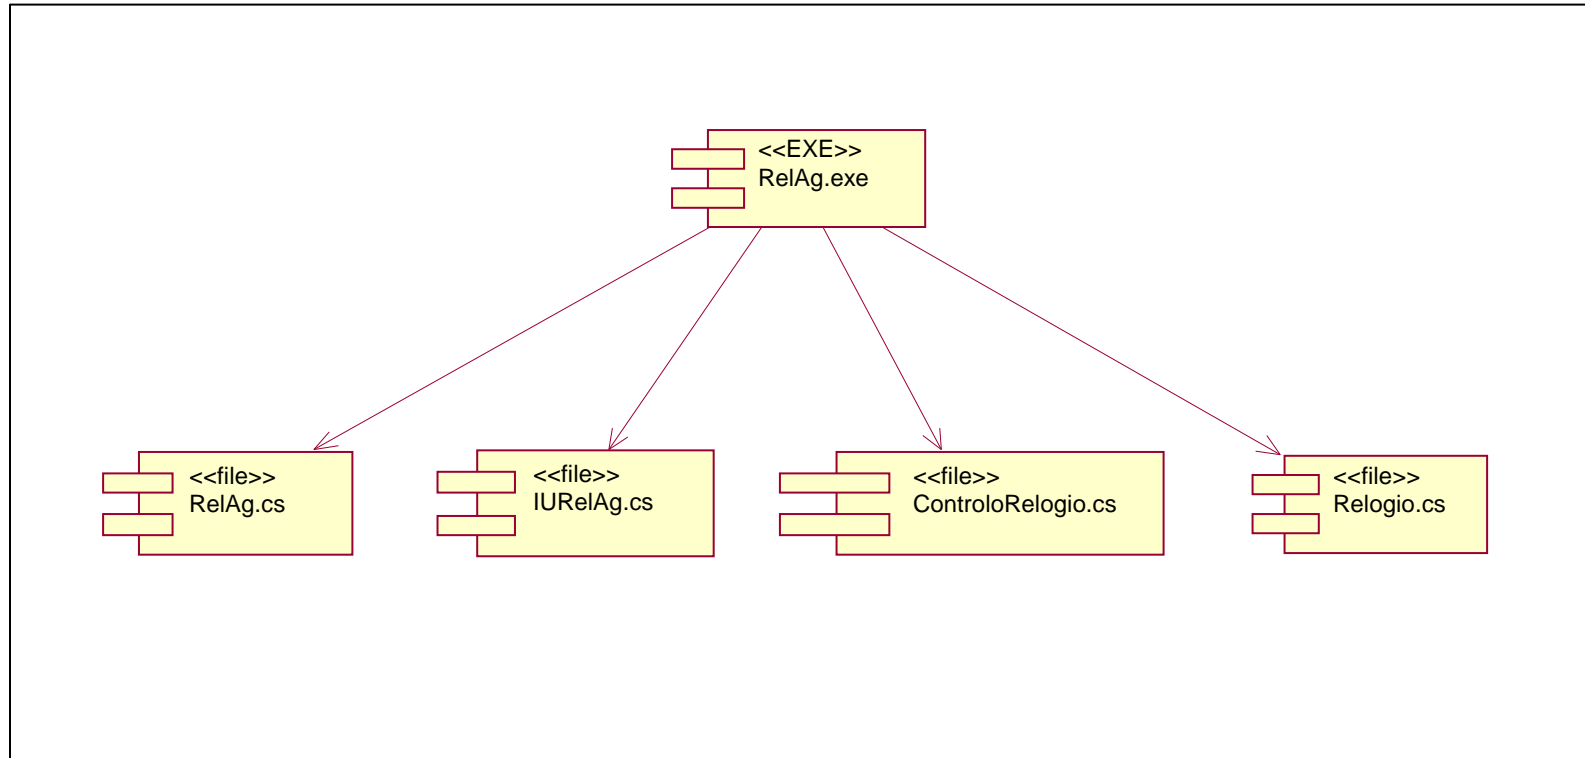 <<EXE>>
RelAg.exe
<<file>>
RelAg.cs
<<file>>
IURelAg.cs
<<file>>
ControloRelogio.cs
<<file>>
Relogio.cs